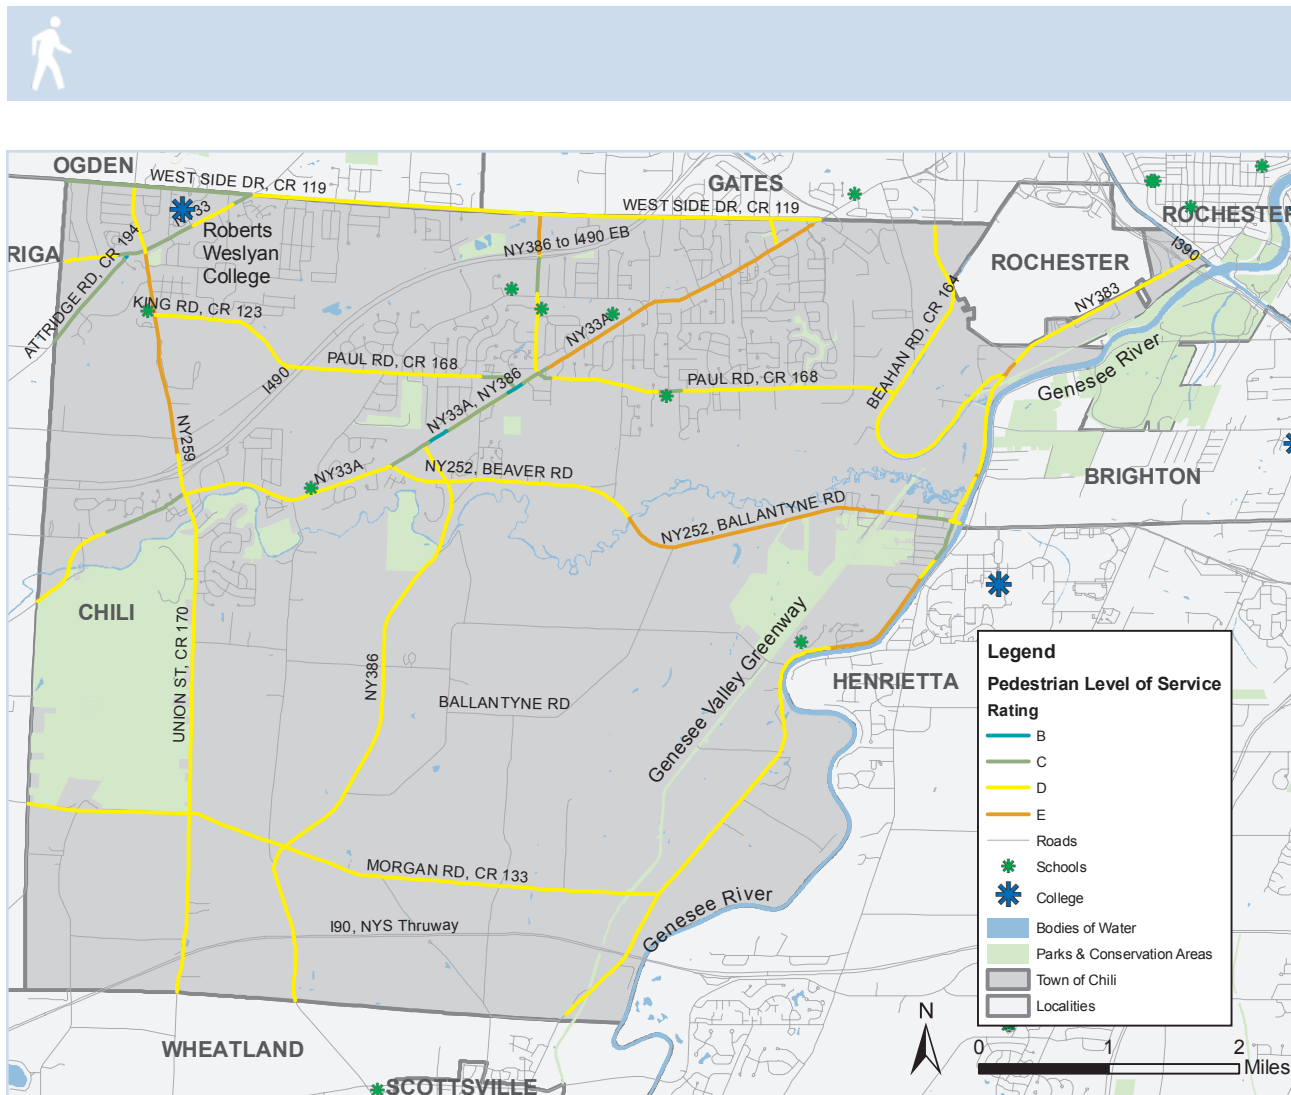 OGDEN
WEST SIDE DR, CR 119
GATES
WEST SIDE DR, CR 119
ROCHESTER
NY33
Roberts
Weslyan
College
RIGA
ATTRIDGE RD, CR 194
NY386 to I490 EB
I390
ROCHESTER
NY383
KING RD, CR 123
NY33A
BEAHAN RD, CR 164
Genesee River
I490
PAUL RD, CR 168
PAUL RD, CR 168
NY33A, NY386
NY259
NY33A
NY252, BEAVER RD
BRIGHTON
NY252, BALLANTYNE RD
CHILI
UNION ST, CR 170
NY386
BALLANTYNE RD
Genesee Valley Greenway
HENRIETTA
MORGAN RD, CR 133
I90, NYS Thruway
Genesee River
WHEATLAND
SCOTTSVILLE
Legend
Pedestrian Level of Service
Rating
B
C
D
E
Roads
Schools
College
Bodies of Water
Parks & Conservation Areas
Town of Chili
Localities
N
0 1 2
Miles